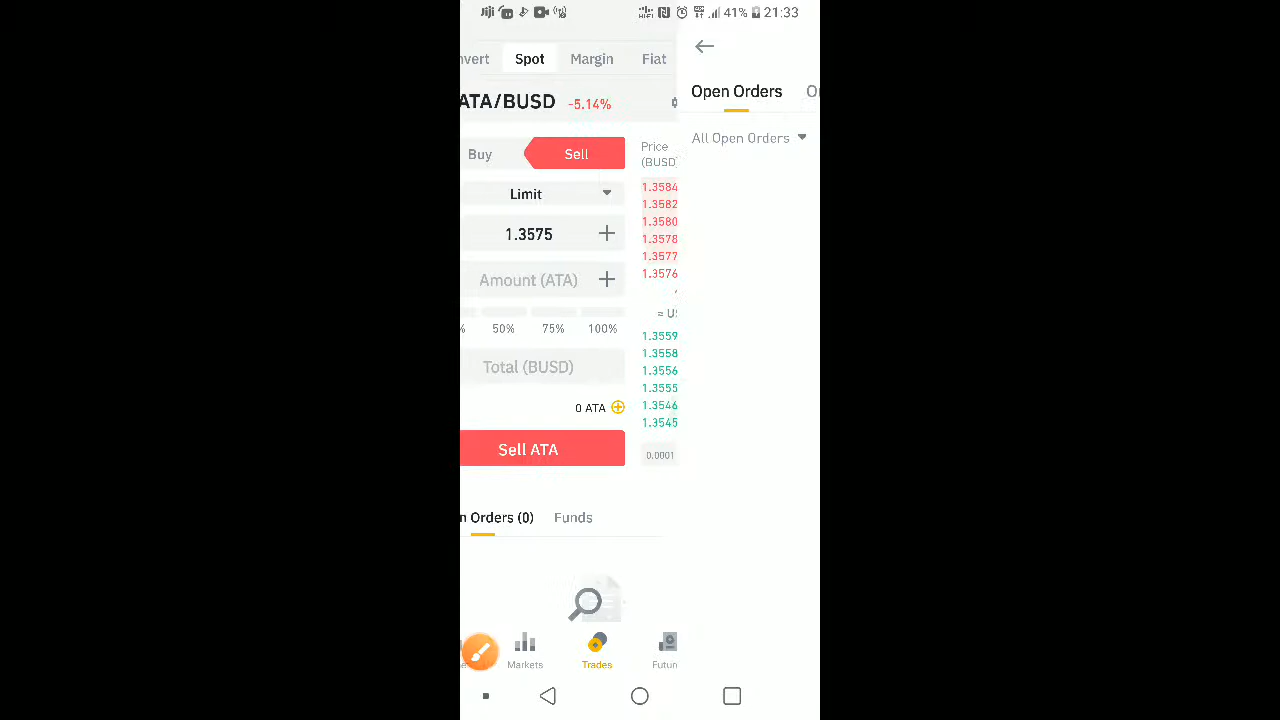 Jiji 41% 21:33
nvert Spot Margin Fiat
ATA/BUSD -5.14%
Buy Sell
Limit
1.3575
Amount (ATA)
% 50% 75% 100%
Total (BUSD)
0 ATA
Sell ATA
n Orders (0) Funds
Price
(BUSD)
1.3584
1.3582
1.3580
1.3578
1.3577
1.3576
≈ US
1.3559
1.3558
1.3556
1.3555
1.3546
1.3545
0.0001
Markets Trades Futur
Open Orders Or
All Open Orders